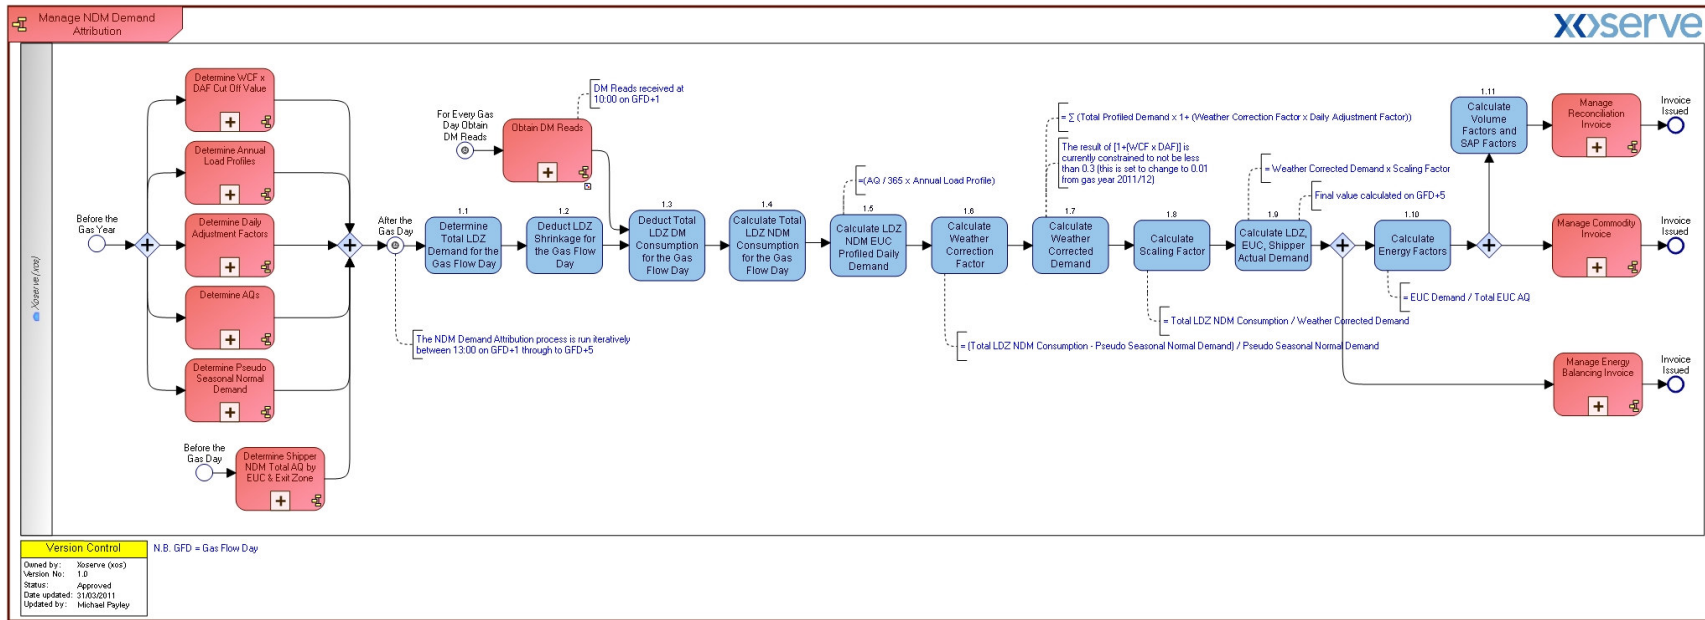 Manage NDM Demand
Attribution
xoserve
Xoserve (xos)
Before the
Gas Year
Determine WCF x
DAF Cut Off Value
Determine Annual
Load Profiles
Determine Daily
Adjustment Factors
Determine AQs
Determine Pseudo
Seasonal Normal
Demand
Before the
Gas Day
Determine Shipper
NDM Total AQ by
EUC & Exit Zone
After the
Gas Day
The NDM Demand Attribution process is run iteratively
between 13:00 on GFD+1 through to GFD+5
For Every Gas
Day Obtain
DM Reads
Obtain DM Reads
DM Reads received at
10:00 on GFD+1
1.1
Determine
Total LDZ
Demand for the
Gas Flow Day
1.2
Deduct LDZ
Shrinkage for
the Gas Flow
Day
1.3
Deduct Total
LDZ DM
Consumption
for the Gas
Flow Day
1.4
Calculate Total
LDZ NDM
Consumption
for the Gas
Flow Day
=(AQ / 365 x Annual Load Profile)
1.5
Calculate LDZ
NDM EUC
Profiled Daily
Demand
1.6
Calculate
Weather
Correction
Factor
= (Total LDZ NDM Consumption - Pseudo Seasonal Normal Demand) / Pseudo Seasonal Normal Demand
= ∑ (Total Profiled Demand x 1+ (Weather Correction Factor x Daily Adjustment Factor))
The result of [1+(WCF x DAF)] is
currently constrained to not be less
than 0.3 (this is set to change to 0.01
from gas year 2011/12)
1.7
Calculate
Weather
Corrected
Demand
1.8
Calculate
Scaling Factor
= Total LDZ NDM Consumption / Weather Corrected Demand
= Weather Corrected Demand x Scaling Factor
Final value calculated on GFD+5
1.9
Calculate LDZ,
EUC, Shipper
Actual Demand
1.10
Calculate
Energy Factors
= EUC Demand / Total EUC AQ
1.11
Calculate
Volume
Factors and
SAP Factors
Manage
Reconciliation
Invoice
Invoice
Issued
Manage Commodity
Invoice
Invoice
Issued
Manage Energy
Balancing Invoice
Invoice
Issued
Version Control
Owned by: Xoserve (xos)
Version No: 1.0
Status: Approved
Date updated: 31/03/2011
Updated by: Michael Payley
N.B. GFD = Gas Flow Day